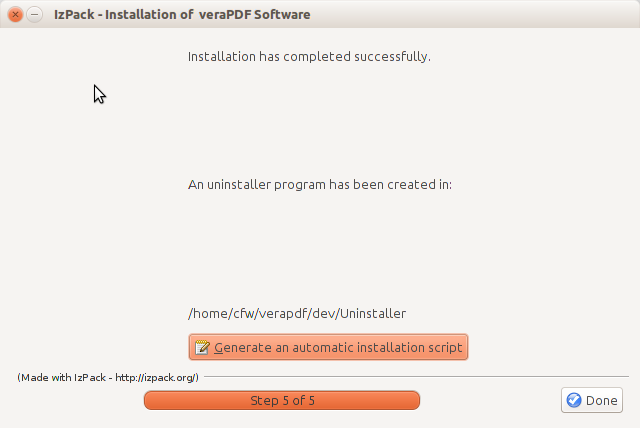 IzPack - Installation of  veraPDF Software
Installation has completed successfully.
An uninstaller program has been created in:
/home/cfw/verapdf/dev/Uninstaller
Generate an automatic installation script
(Made with IzPack - http://izpack.org/)
Step 5 of 5
Done